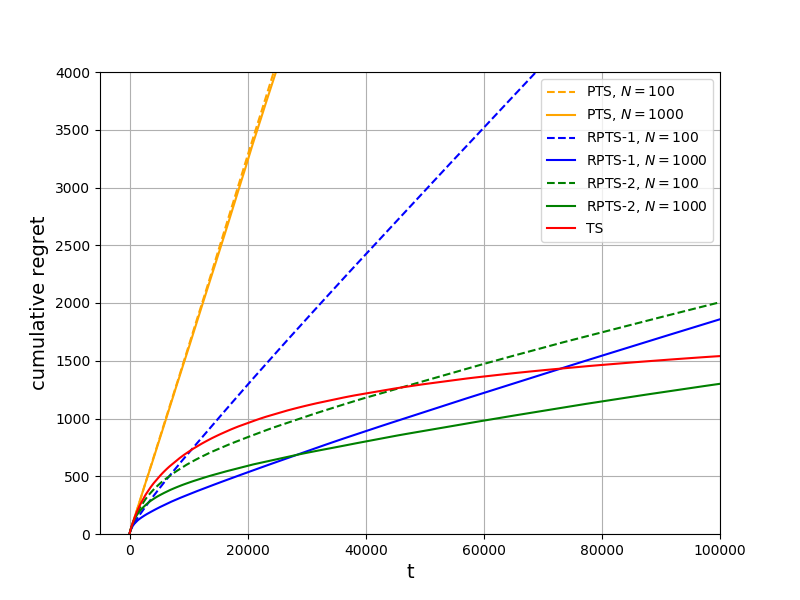 4000
3500
3000
2500
2000
1500
1000
500
0
cumulative regret
0
20000
40000
60000
80000
100000
t
PTS, N = 100
PTS, N = 1000
RPTS-1, N = 100
RPTS-1, N = 1000
RPTS-2, N = 100
RPTS-2, N = 1000
TS